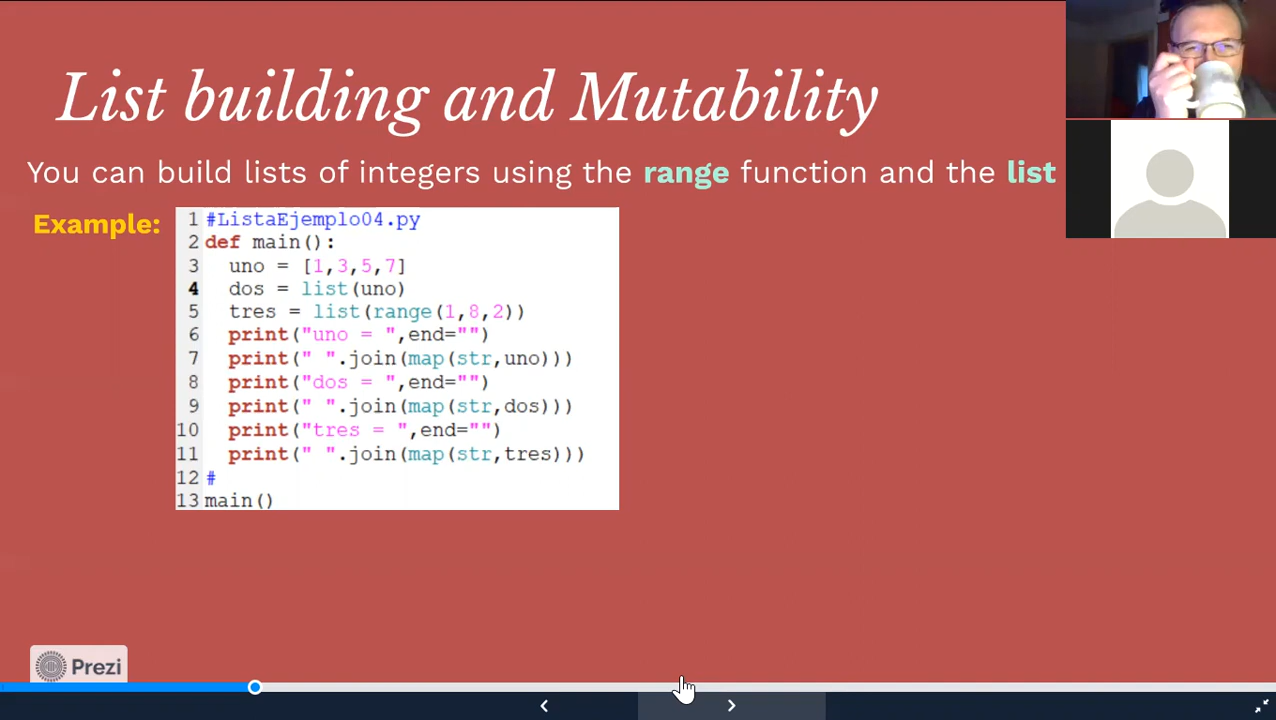 List building and Mutability
You can build lists of integers using the range function and the list
Example:
1 #ListaEjemplo04.py
2 def main():
3   uno = [1,3,5,7]
4   dos = list(uno)
5   tres = list(range(1,8,2))
6   print("uno = ",end="")
7   print(" ".join(map(str,uno)))
8   print("dos = ",end="")
9   print(" ".join(map(str,dos)))
10   print("tres = ",end="")
11   print(" ".join(map(str,tres)))
12 #
13 main()
Prezi